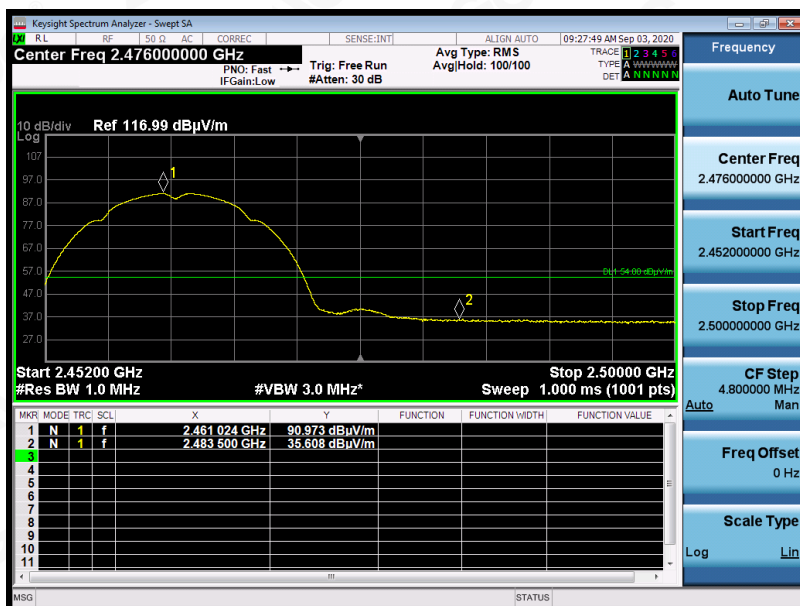 Keysight Spectrum Analyzer - Swept SA
LXI RL RF 50 Ω AC CORREC SENSE:INT ALIGN AUTO 09:27:49 AM Sep 03, 2020
Center Freq 2.476000000 GHz
PNO: Fast
IFGain:Low
Trig: Free Run
#Atten: 30 dB
Avg Type: RMS
Avg|Hold: 100/100
TRACE 1 2 3 4 5 6
TYPE A WWWWW
DET A N N N N N
10 dB/div Ref 116.99 dBµV/m
Log
107
97.0
87.0
77.0
67.0
57.0
47.0
37.0
27.0
1
2
DL1 54.00 dBµV/m
Start 2.45200 GHz Stop 2.50000 GHz
#Res BW 1.0 MHz #VBW 3.0 MHz* Sweep 1.000 ms (1001 pts)
MKR MODE TRC SCL X Y FUNCTION FUNCTION WIDTH FUNCTION VALUE
1 N 1 f 2.461 024 GHz 90.973 dBµV/m
2 N 1 f 2.483 500 GHz 35.608 dBµV/m
3
4
5
6
7
8
9
10
11
MSG STATUS
Frequency
Auto Tune
Center Freq
2.476000000 GHz
Start Freq
2.452000000 GHz
Stop Freq
2.500000000 GHz
CF Step
4.800000 MHz
Auto Man
Freq Offset
0 Hz
Scale Type
Log Lin